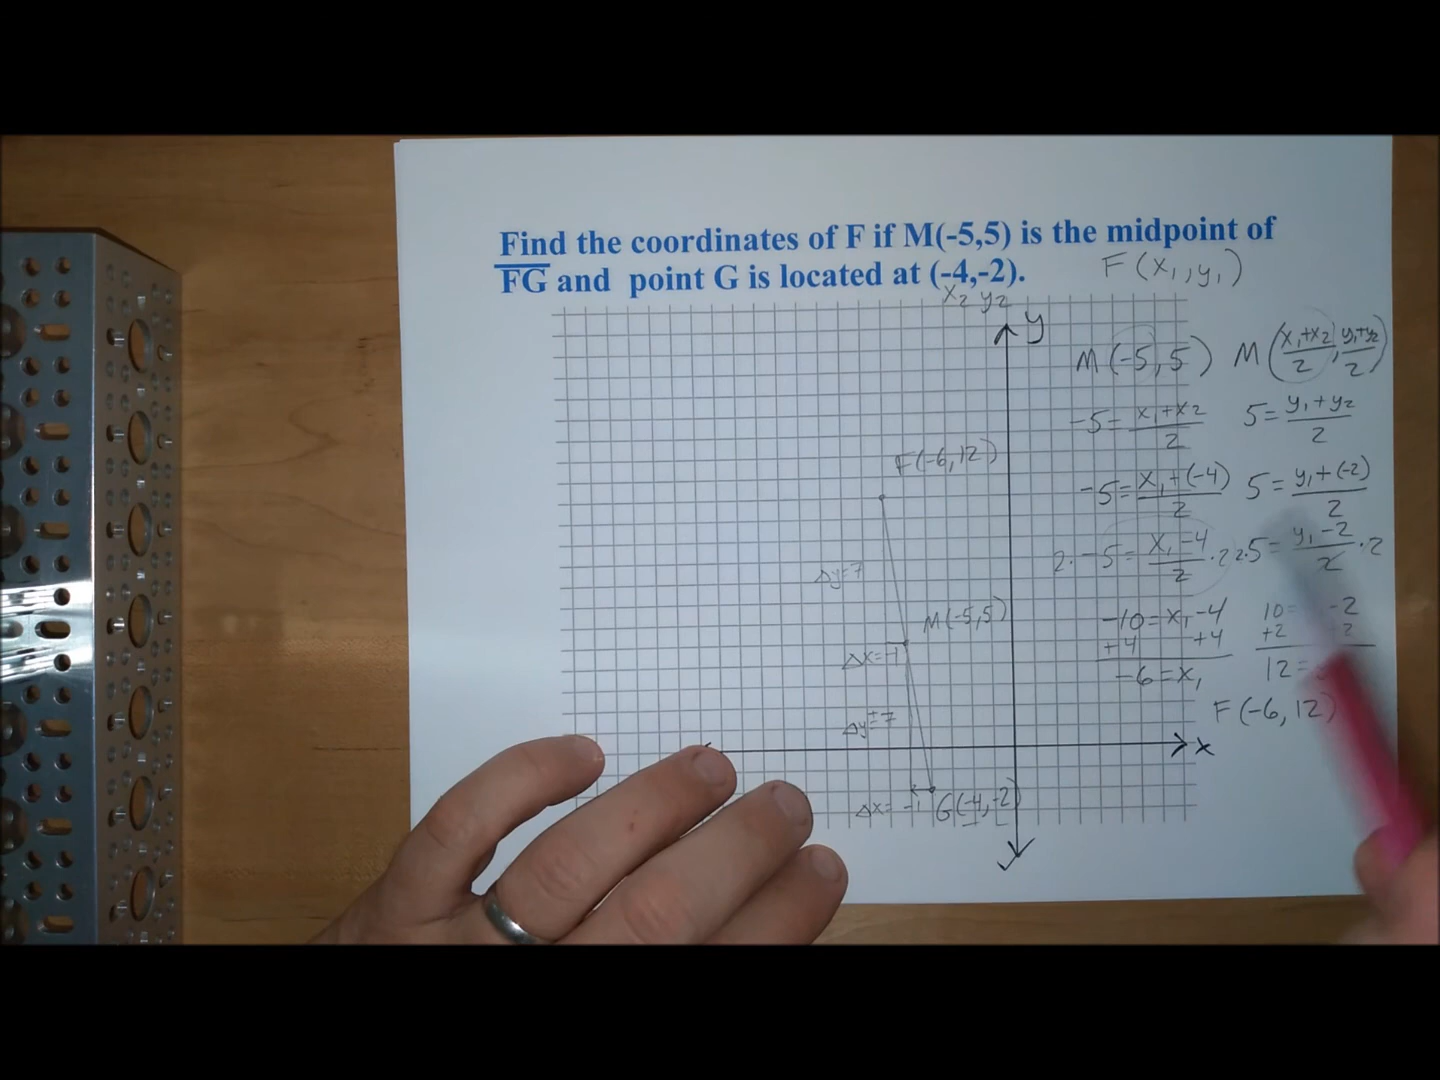 Find the coordinates of F if M(-5,5) is the midpoint of
FG and point G is located at (-4,-2).
F(x₁,y₁)
x₂ y₂
y
M(-5,5) M((x₁+x₂)/2, (y₁+y₂)/2)
-5=(x₁+x₂)/2 5=(y₁+y₂)/2
F(-6,12)
-5=(x₁+(-4))/2 5=(y₁+(-2))/2
2·-5=(x₁-4)/2·2 2·5=(y₁-2)/2·2
Δy=7
M(-5,5)
-10=x₁-4 10= -2
+4 +4 +2 2
Δx=-1
-6=x₁ 12=
F(-6,12)
Δy=7
x
Δx=-1 G(-4,-2)